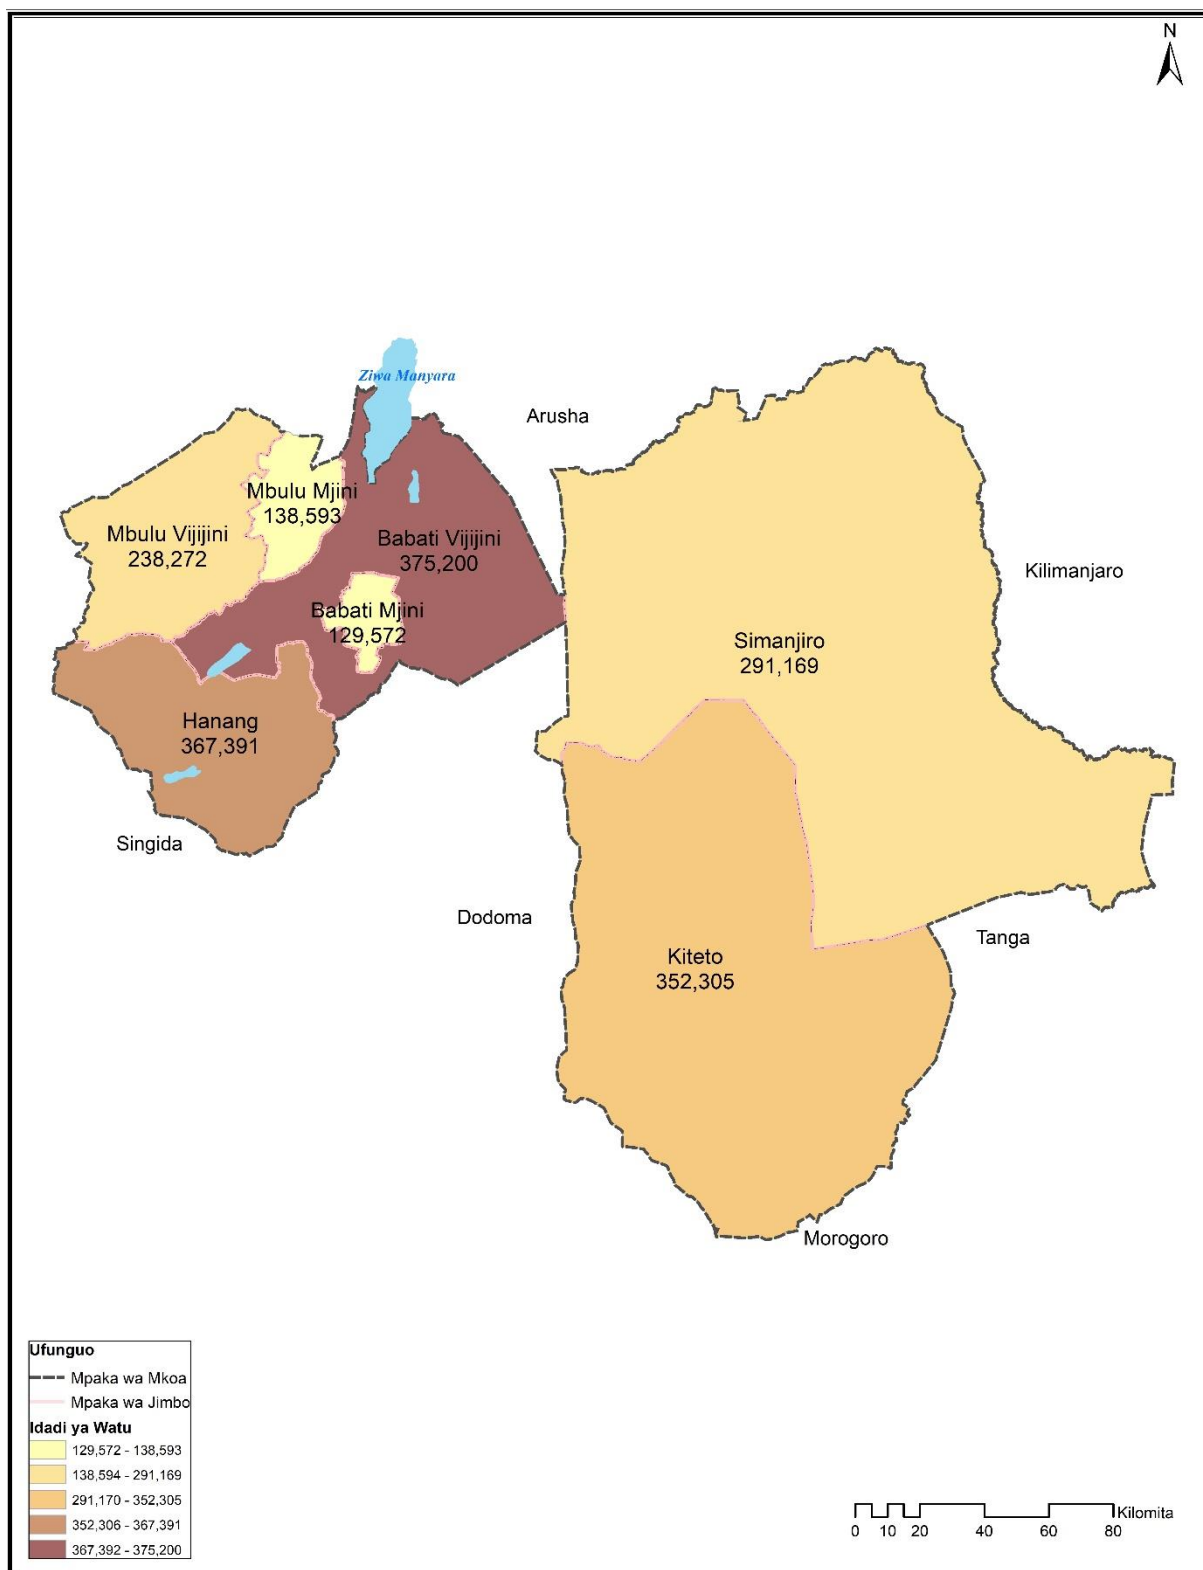 N
Ziwa Manyara
Arusha
Mbulu Mjini
138,593
Mbulu Vijijini
238,272
Babati Vijijini
375,200
Kilimanjaro
Babati Mjini
129,572
Simanjiro
291,169
Hanang
367,391
Singida
Dodoma
Tanga
Kiteto
352,305
Morogoro
Ufunguo
Mpaka wa Mkoa
Mpaka wa Jimbo
Idadi ya Watu
129,572 - 138,593
138,594 - 291,169
291,170 - 352,305
352,306 - 367,391
367,392 - 375,200
Kilomita
0 10 20 40 60 80